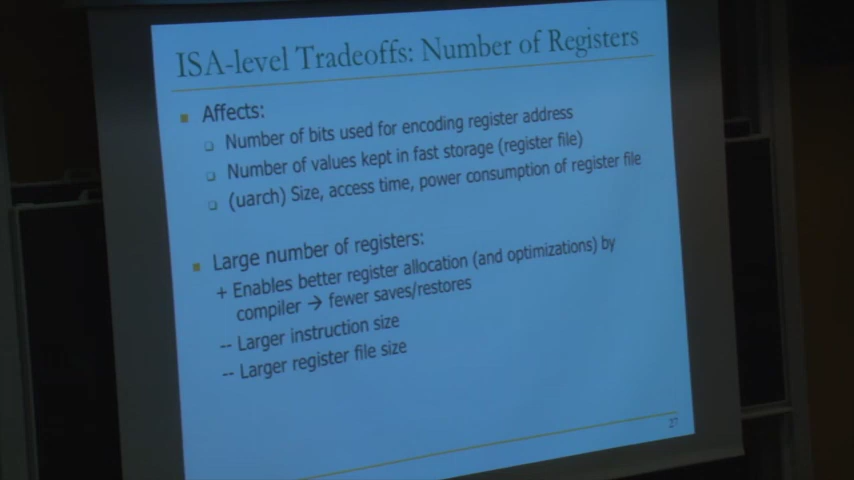 ISA-level Tradeoffs: Number of Registers
Affects:
Number of bits used for encoding register address
Number of values kept in fast storage (register file)
(uarch) Size, access time, power consumption of register file
Large number of registers:
+ Enables better register allocation (and optimizations) by
compiler → fewer saves/restores
-- Larger instruction size
-- Larger register file size
27